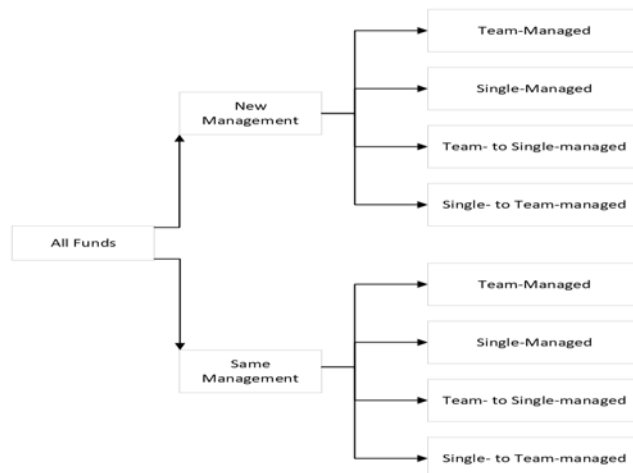 Team-Managed
Single-Managed
New
Management
Team- to Single-managed
Single- to Team-managed
All Funds
Team-Managed
Single-Managed
Same
Management
Team- to Single-managed
Single- to Team-managed